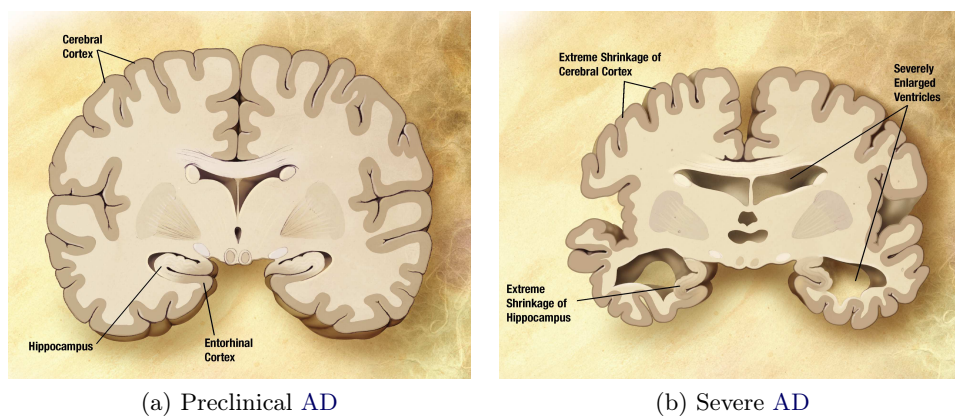 Cerebral
Cortex
Hippocampus
Entorhinal
Cortex
(a) Preclinical AD
Extreme Shrinkage of
Cerebral Cortex
Severely
Enlarged
Ventricles
Extreme
Shrinkage of
Hippocampus
(b) Severe AD